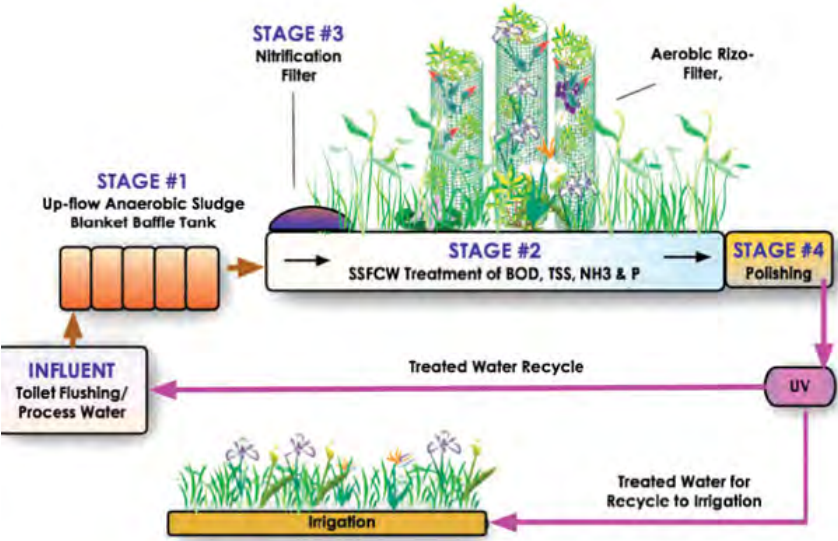 STAGE #3
Nitrification
Filter
Aerobic Rizo-
Filter,
STAGE #1
Up-flow Anaerobic Sludge
Blanket Baffle Tank
STAGE #2
SSFCW Treatment of BOD, TSS, NH3 & P
STAGE #4
Polishing
INFLUENT
Toilet Flushing/
Process Water
Treated Water Recycle
UV
Treated Water for
Recycle to Irrigation
Irrigation